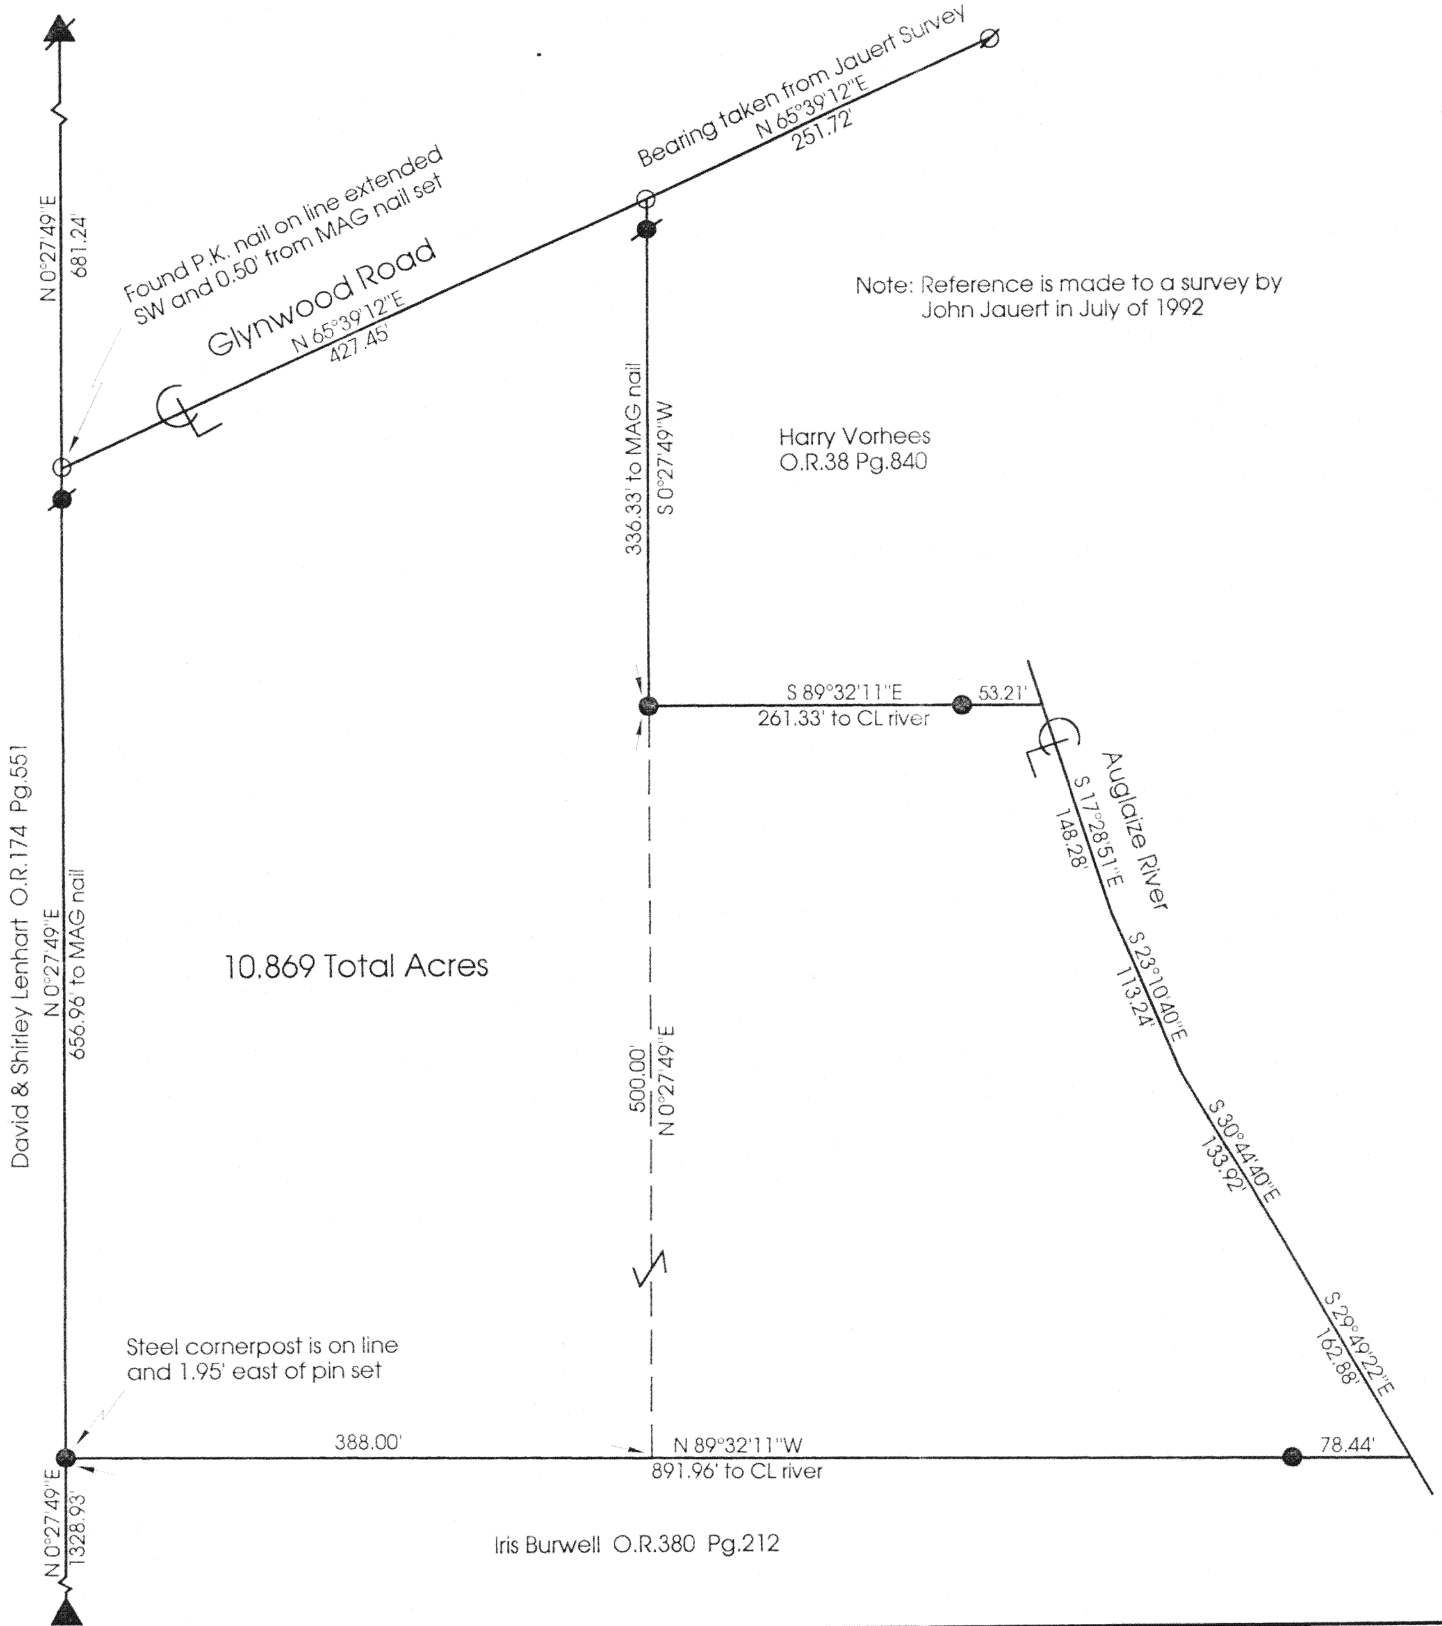 Bearing taken from Jauert Survey
N 65°39'12"E
251.72'
Found P.K. nail on line extended
SW and 0.50' from MAG nail set
N 0°27'49"E
681.24'
Glynwood Road
N 65°39'12"E
427.45'
CL
Note: Reference is made to a survey by
John Jauert in July of 1992
336.33' to MAG nail
S 0°27'49"W
Harry Vorhees
O.R.38 Pg.840
S 89°32'11"E
261.33' to CL river
53.21'
CL
Auglaize River
S 17°28'51"E
148.28'
David & Shirley Lenhart O.R.174 Pg.551
N 0°27'49"E
656.96' to MAG nail
10.869 Total Acres
S 23°10'40"E
113.24'
500.00'
N 0°27'49"E
S 30°44'40"E
133.92'
S 29°49'22"E
162.88'
Steel cornerpost is on line
and 1.95' east of pin set
388.00'
N 89°32'11"W
891.96' to CL river
78.44'
N 0°27'49"E
1328.93'
Iris Burwell O.R.380 Pg.212